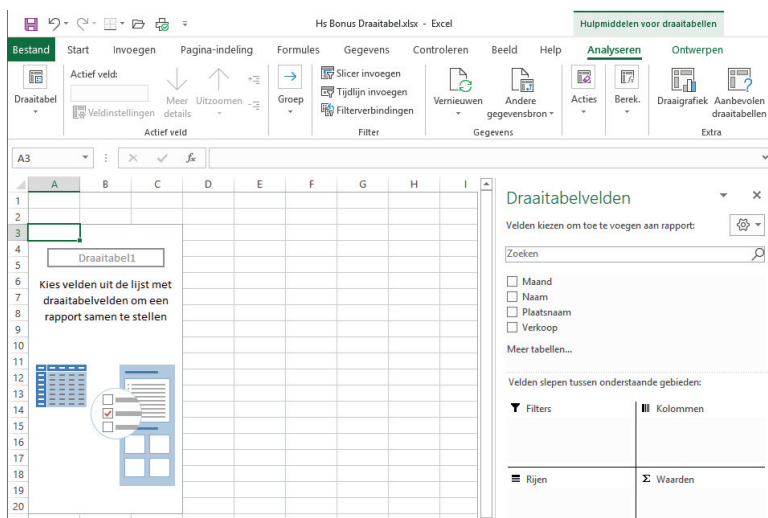 Hs Bonus Draaitabel.xlsx - Excel
Hulpmiddelen voor draaitabellen
Bestand Start Invoegen Pagina-indeling Formules Gegevens Controleren Beeld Help Analyseren Ontwerpen
Draaitabel
Actief veld:
Veldinstellingen
Meer details
Uitzoomen
Actief veld
Groep
Slicer invoegen
Tijdlijn invoegen
Filterverbindingen
Filter
Vernieuwen
Andere gegevensbron
Gegevens
Acties
Berek.
Draaigrafiek
Aanbevolen draaitabellen
Extra
A3
fx
A B C D E F G H I
1
2
3
4
5
6
7
8
9
10
11
12
13
14
15
16
17
18
19
20
Draaitabel1
Kies velden uit de lijst met
draaitabelvelden om een
rapport samen te stellen
Draaitabelvelden
Velden kiezen om toe te voegen aan rapport:
Zoeken
Maand
Naam
Plaatsnaam
Verkoop
Meer tabellen...
Velden slepen tussen onderstaande gebieden:
Filters
Kolommen
Rijen
Σ Waarden